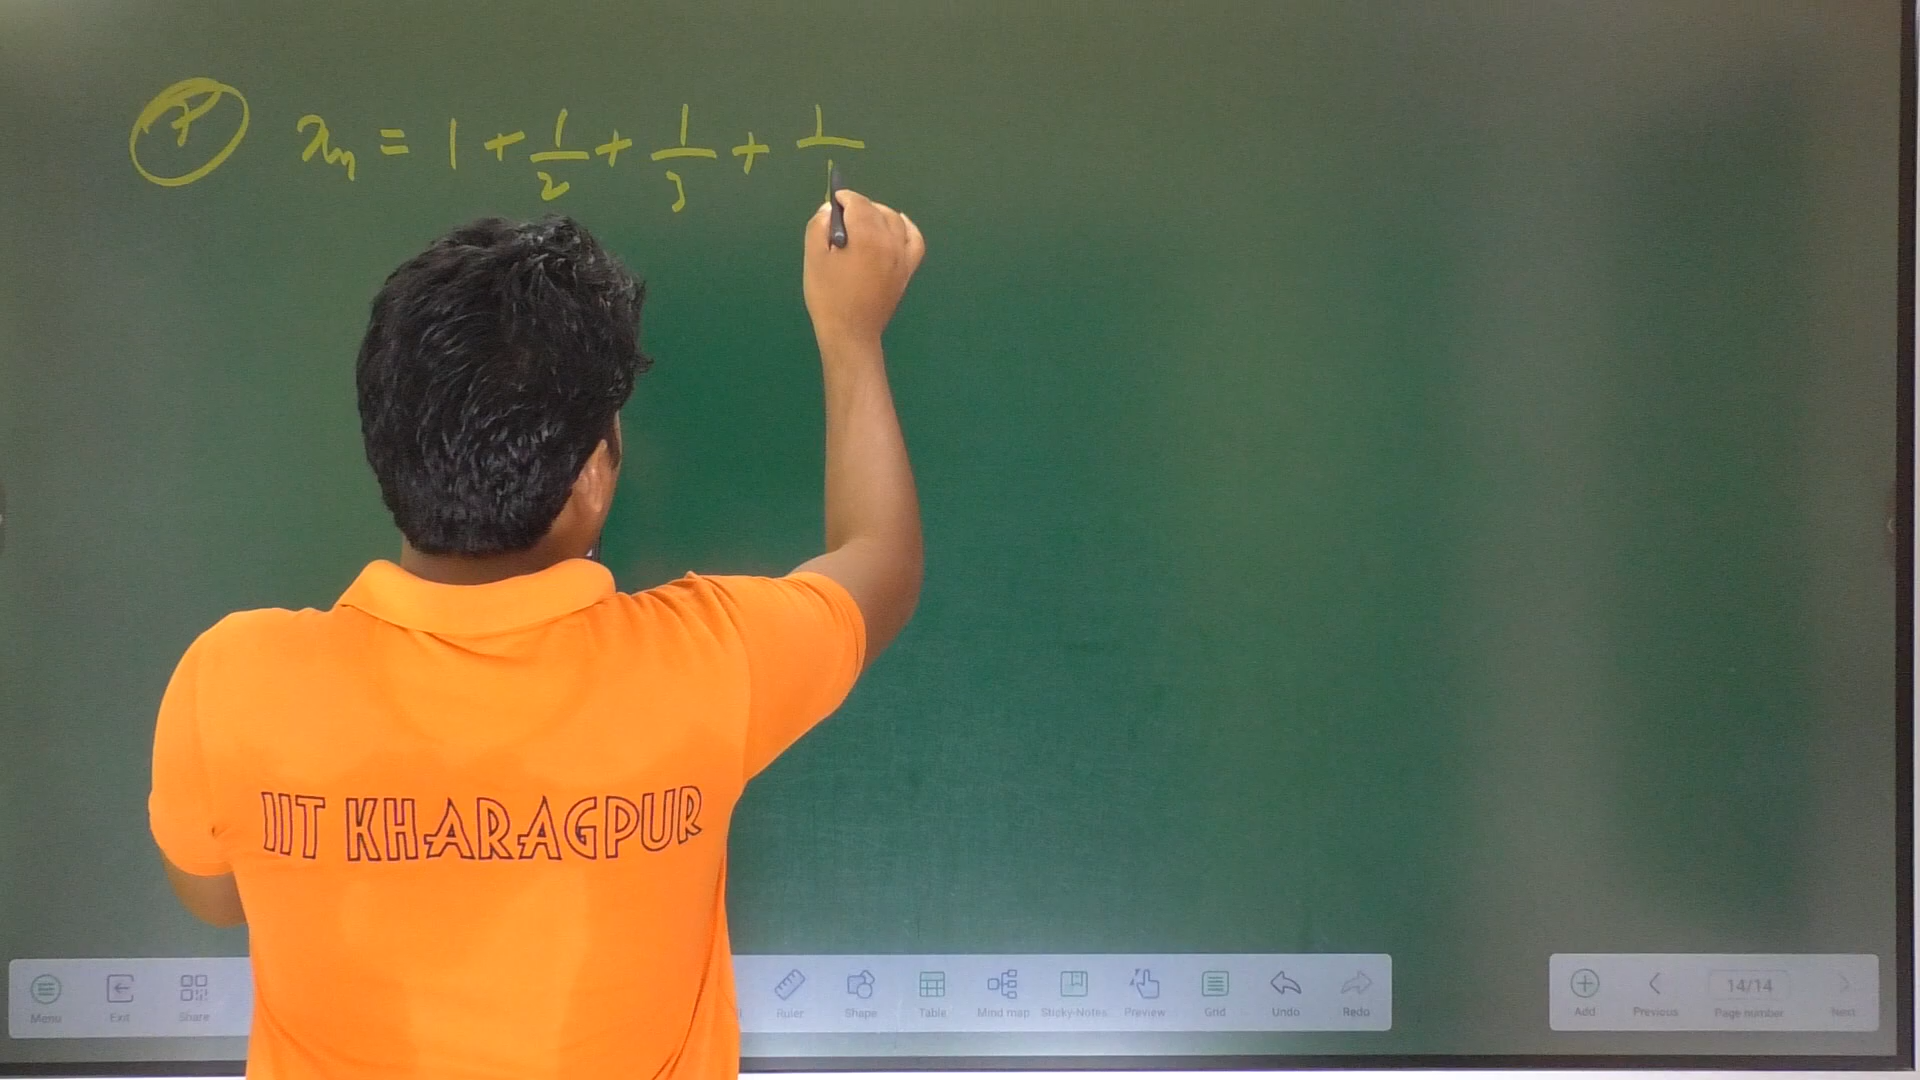 7 xₙ = 1 + 1/2 + 1/3 + 1/
IIT KHARAGPUR
Menu Exit Share Ruler Shape Table Mind map Sticky-Notes Preview Grid Undo Redo Add Previous 14/14 Page number Next